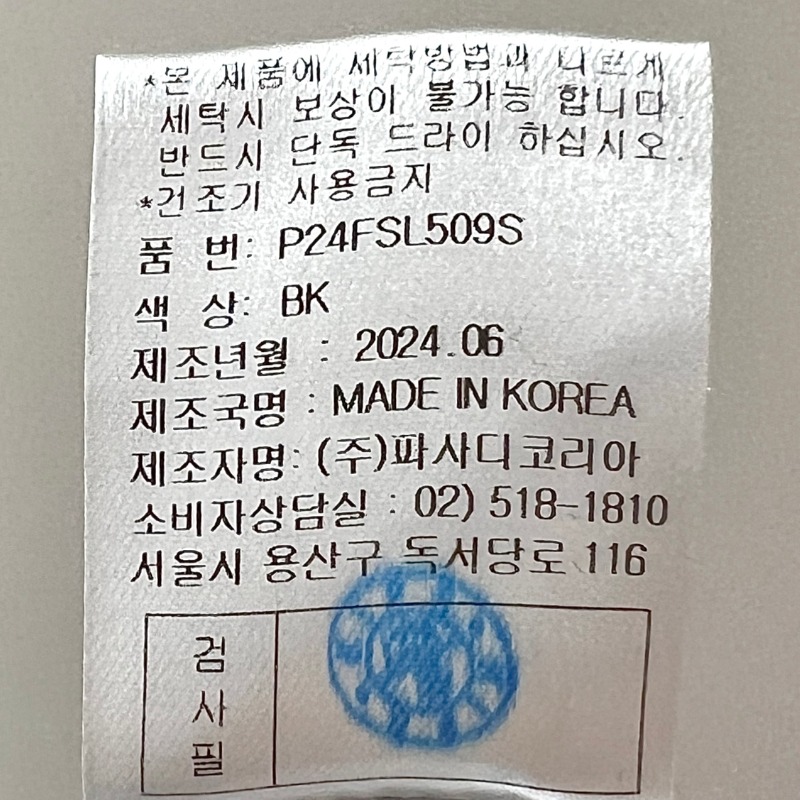 *본 제품에 세탁방법과 다르게
세탁시 보상이 불가능 합니다.
반드시 단독 드라이 하십시오.
*건조기 사용금지
품 번: P24FSL509S
색 상: BK
제조년월 : 2024.06
제조국명 : MADE IN KOREA
제조자명: (주)파사디코리아
소비자상담실 : 02) 518-1810
서울시 용산구 독서당로 116
검
사
필